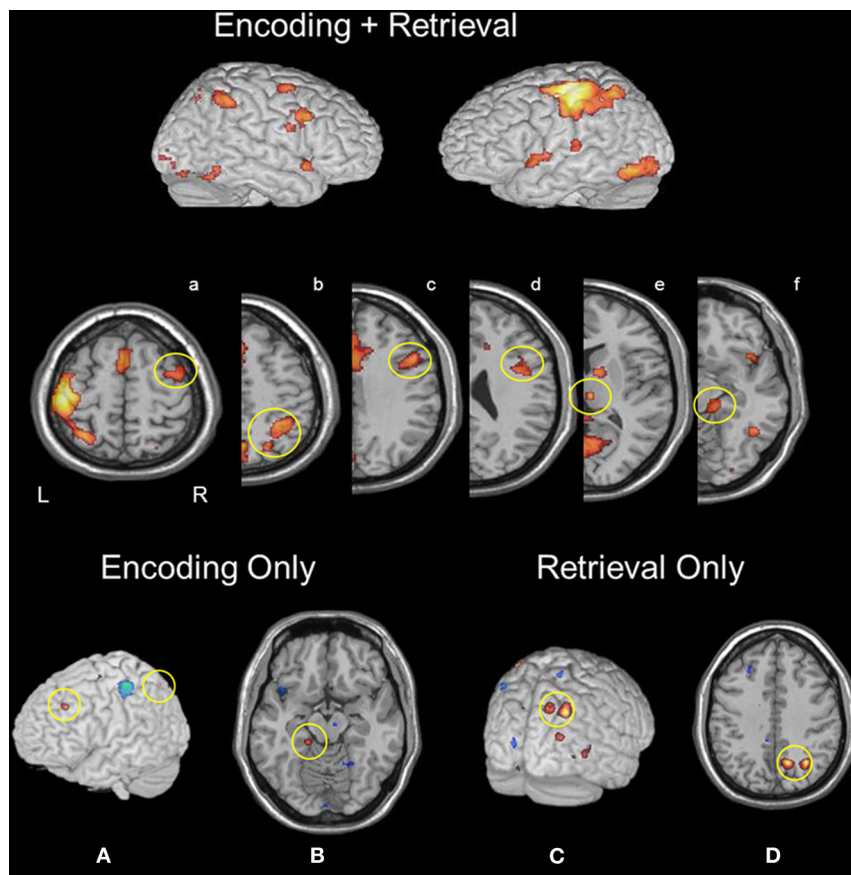 Encoding + Retrieval
a b c d e f
L R
Encoding Only Retrieval Only
A B C D